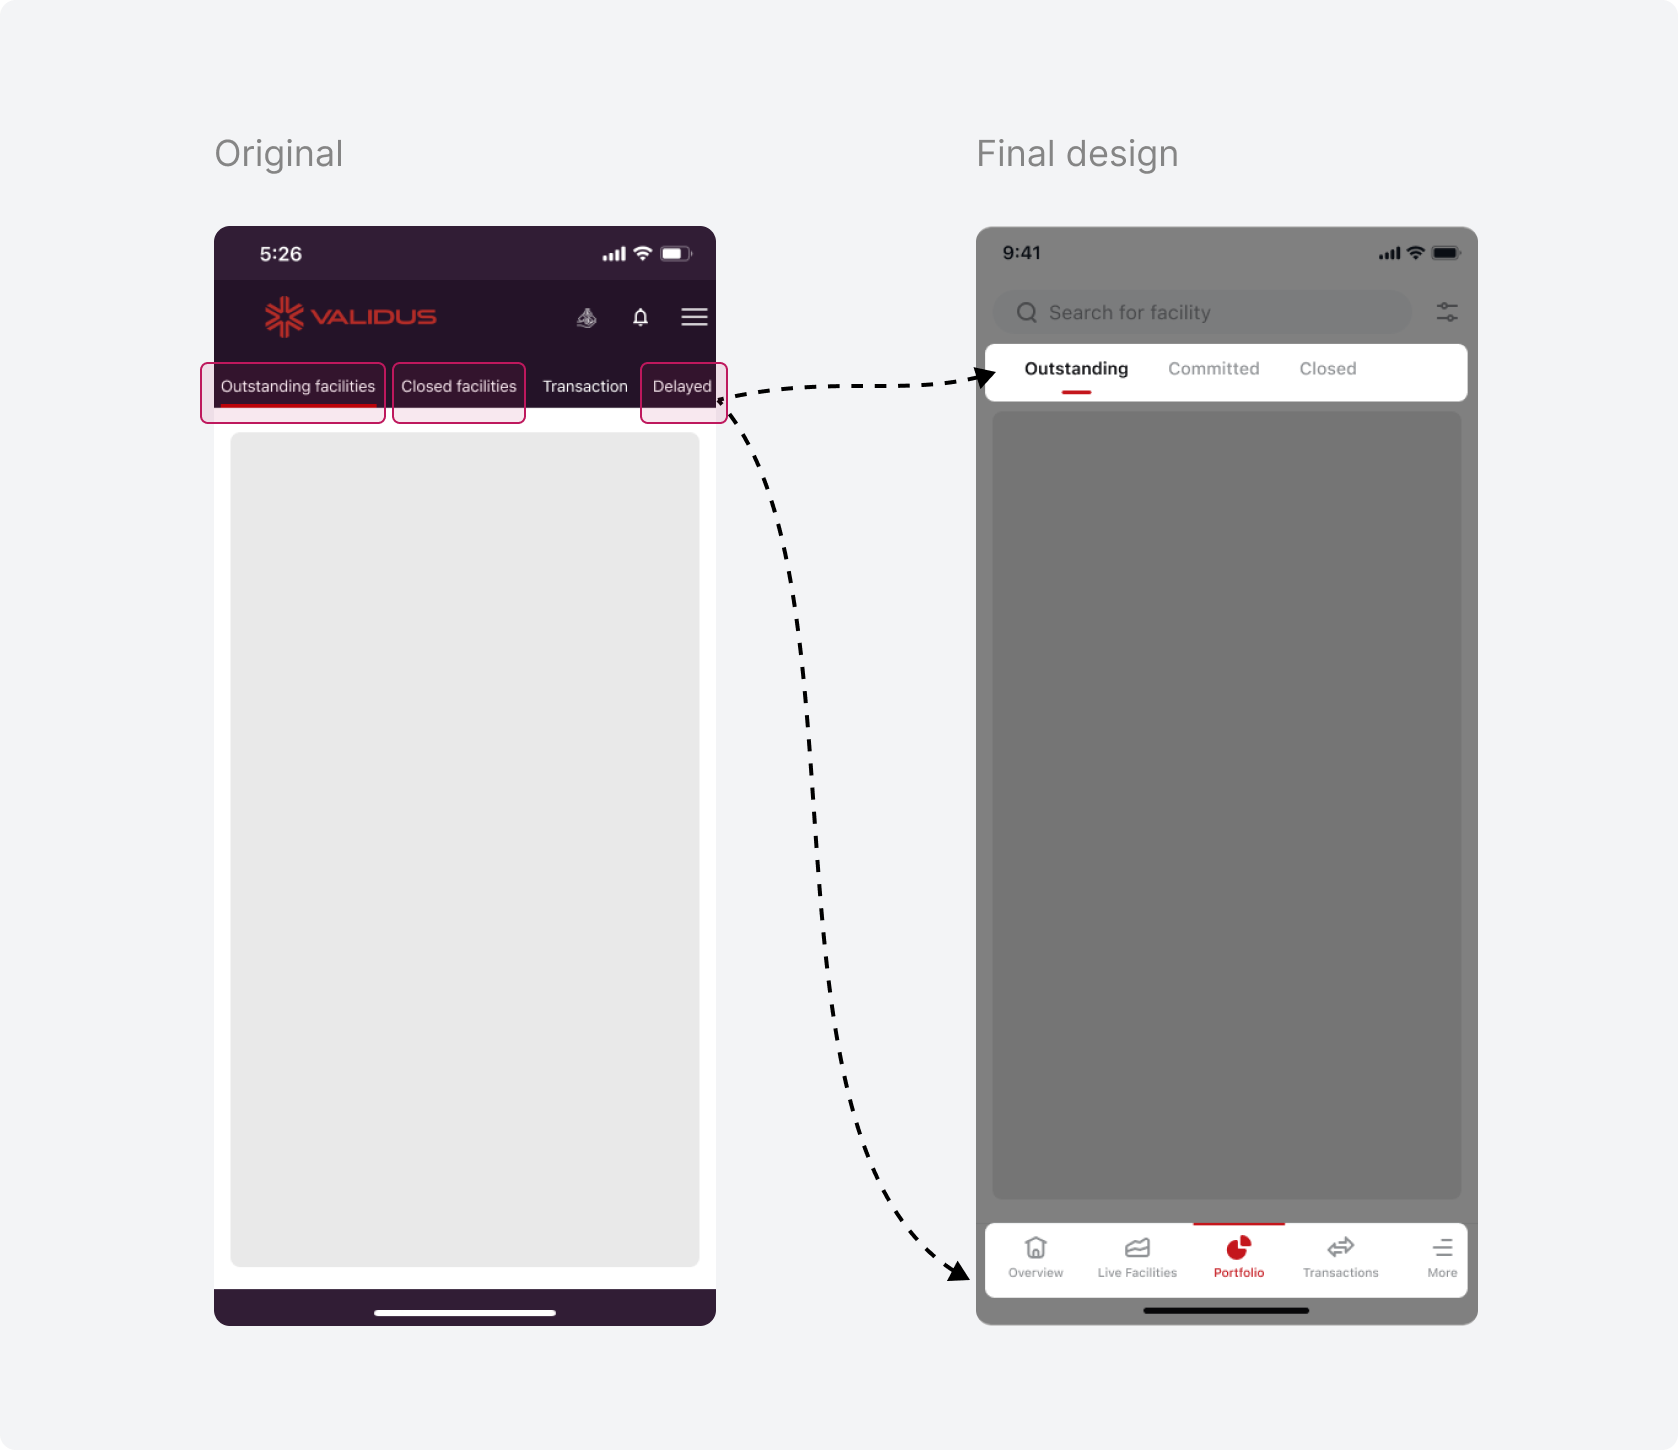 Original
Final design
5:26
VALIDUS
Outstanding facilities Closed facilities Transaction Delayed
9:41
Search for facility
Outstanding Committed Closed
Overview Live Facilities Portfolio Transactions More